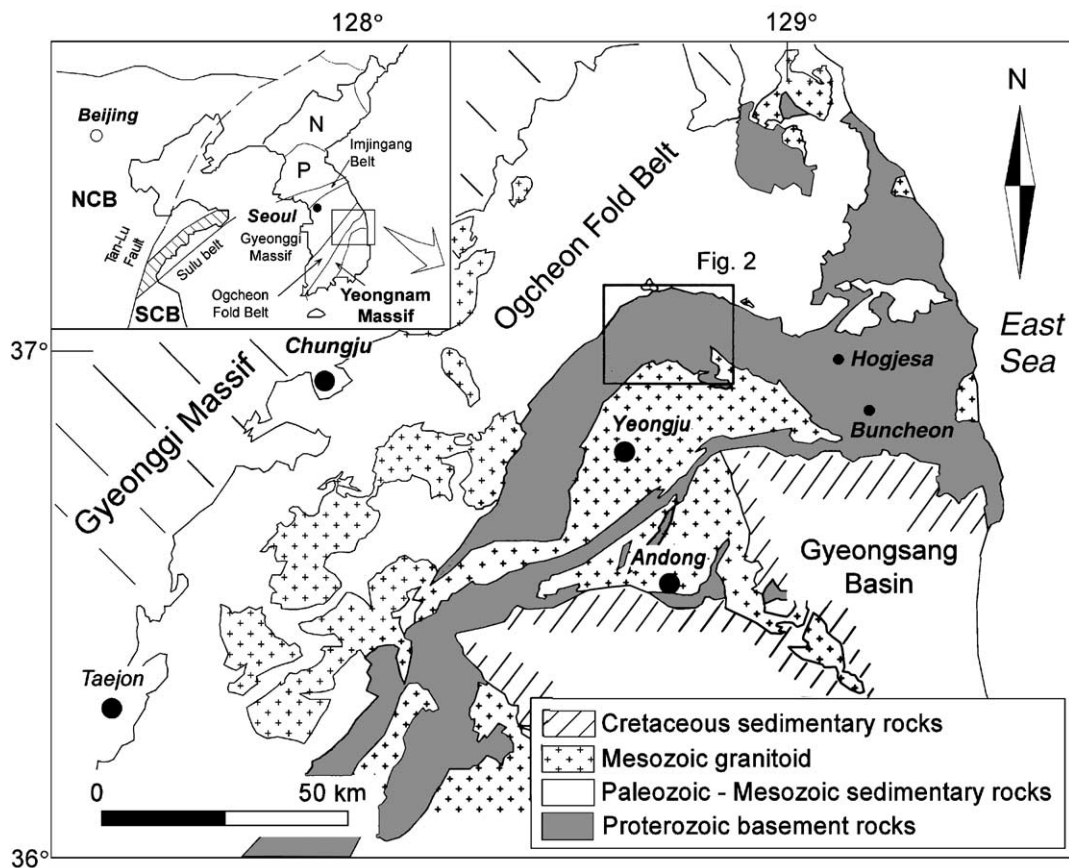 128°
129°
Beijing
NCB
Tan-Lu
Fault
Sulu belt
SCB
N
P
Imjingang
Belt
Seoul
Gyeonggi
Massif
Ogcheon
Fold Belt
Yeongnam
Massif
N
Ogcheon Fold Belt
Fig. 2
East
Sea
37°
Chungju
Gyeonggi Massif
Hogjesa
Yeongju
Buncheon
Gyeongsang
Basin
Andong
Taejon
Cretaceous sedimentary rocks
Mesozoic granitoid
Paleozoic - Mesozoic sedimentary rocks
Proterozoic basement rocks
0
50 km
36°